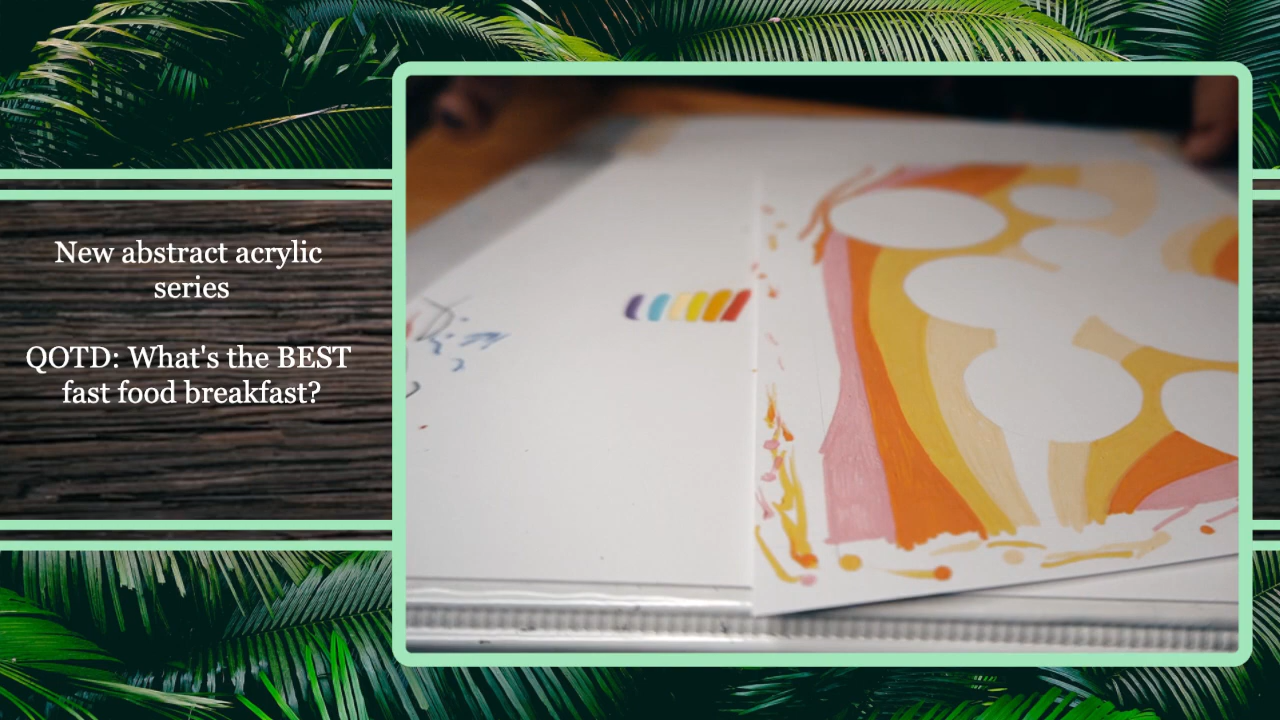 New abstract acrylic
series
QOTD: What's the BEST
fast food breakfast?